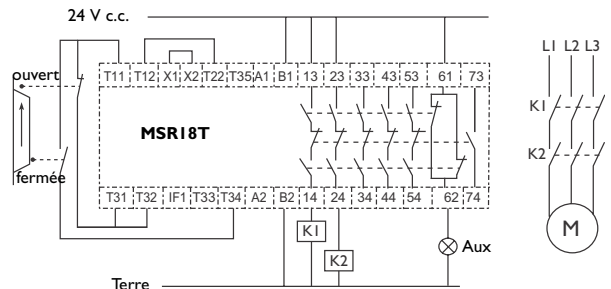 24 V c.c.
L1 L2 L3
ouvert
T11 T12 X1 X2 T22 T35 A1 B1 13 23 33 43 53 61 73
K1
MSR18T
K2
fermée
T31 T32 IF1 T33 T34 A2 B2 14 24 34 44 54 62 74
M
K1
Aux
K2
Terre